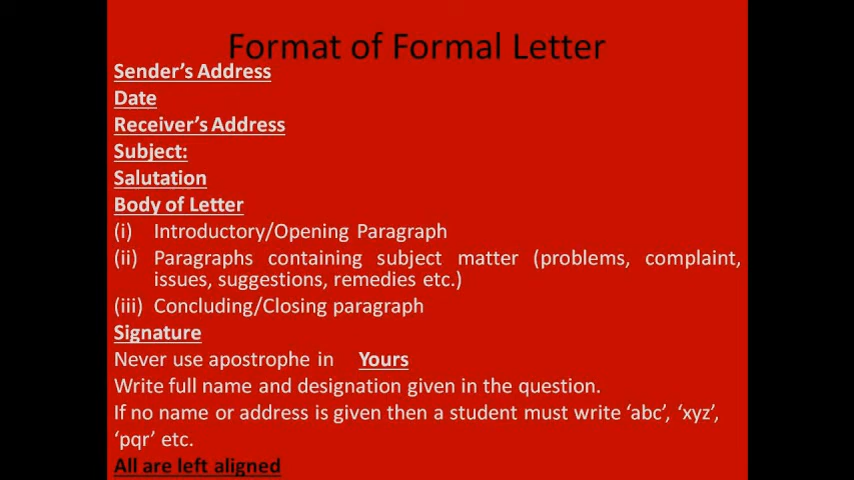 Format of Formal Letter
Sender's Address
Date
Receiver's Address
Subject:
Salutation
Body of Letter
(i) Introductory/Opening Paragraph
(ii) Paragraphs containing subject matter (problems, complaint,
issues, suggestions, remedies etc.)
(iii) Concluding/Closing paragraph
Signature
Never use apostrophe in Yours
Write full name and designation given in the question.
If no name or address is given then a student must write ‘abc’, ‘xyz’,
‘pqr’ etc.
All are left aligned